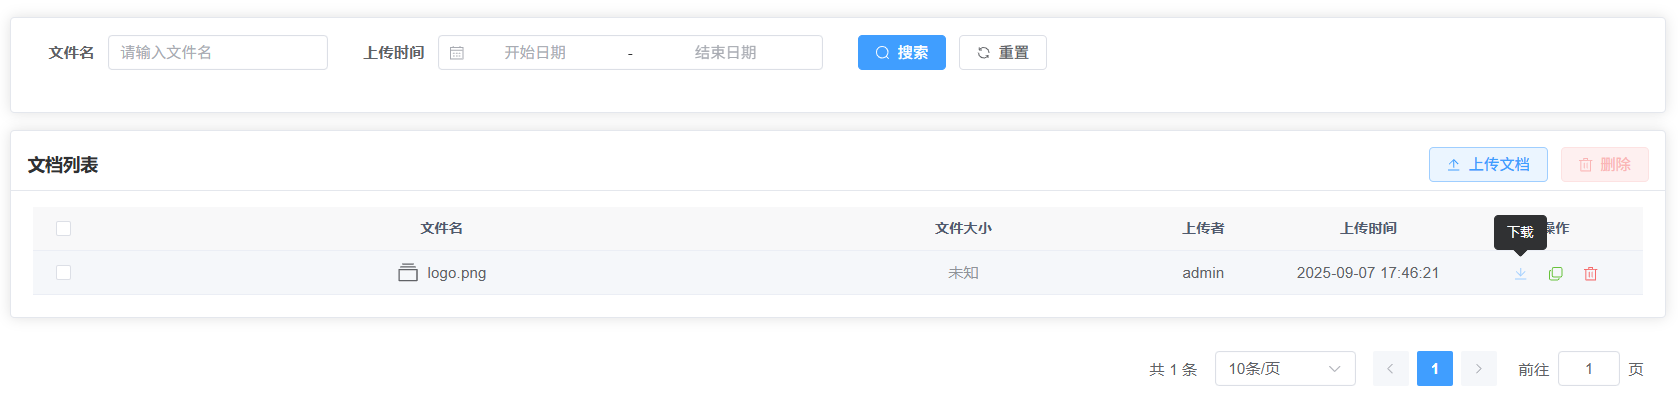 文件名 请输入文件名 上传时间 开始日期 - 结束日期 搜索 重置
文档列表 上传文档 删除
文件名 文件大小 上传者 上传时间 操作
下载
logo.png 未知 admin 2025-09-07 17:46:21
共 1 条 10条/页 1 前往 1 页